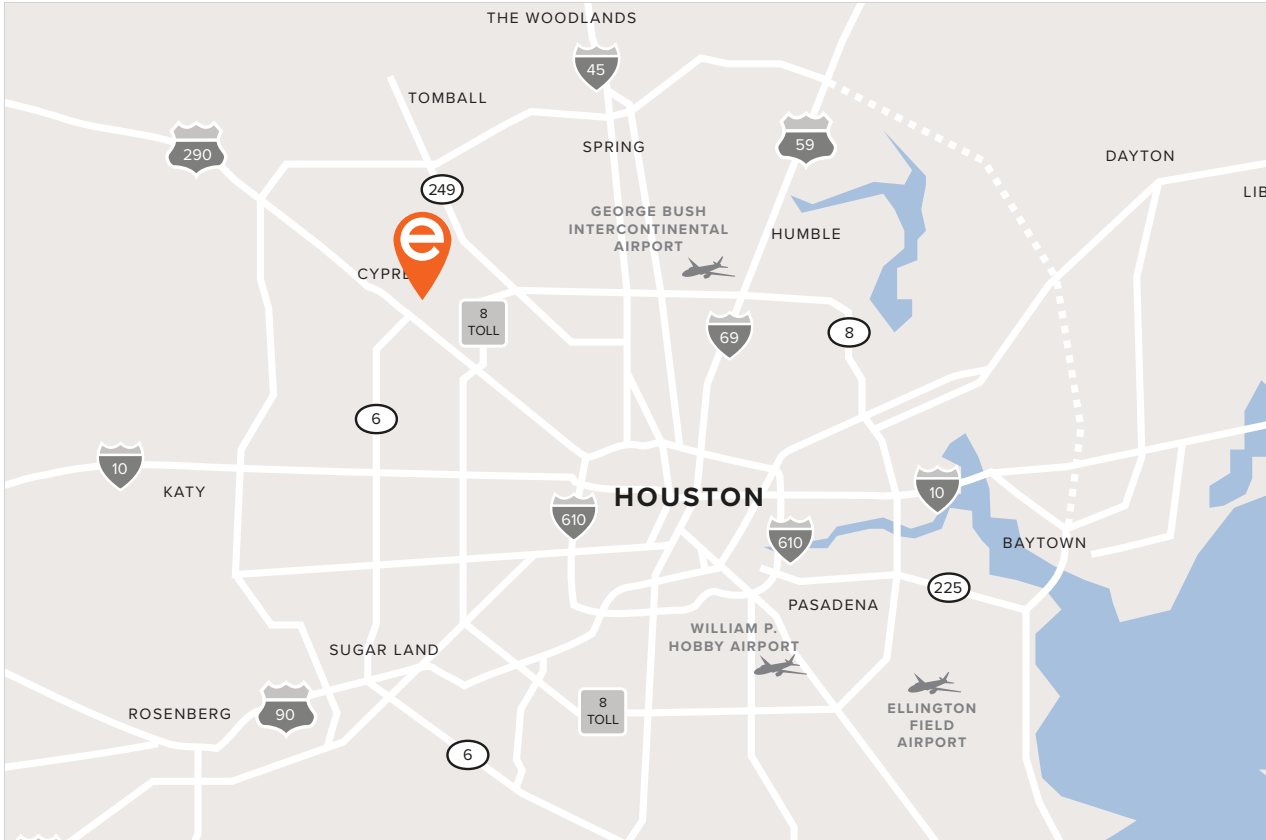 THE WOODLANDS
45
TOMBALL
59
SPRING
290
DAYTON
249
LIB
GEORGE BUSH
INTERCONTINENTAL
AIRPORT
HUMBLE
e
CYPRE
8
TOLL
69
8
6
10
KATY
HOUSTON
10
610
610
BAYTOWN
225
PASADENA
WILLIAM P.
HOBBY AIRPORT
SUGAR LAND
ROSENBERG
90
8
TOLL
ELLINGTON
FIELD
AIRPORT
6